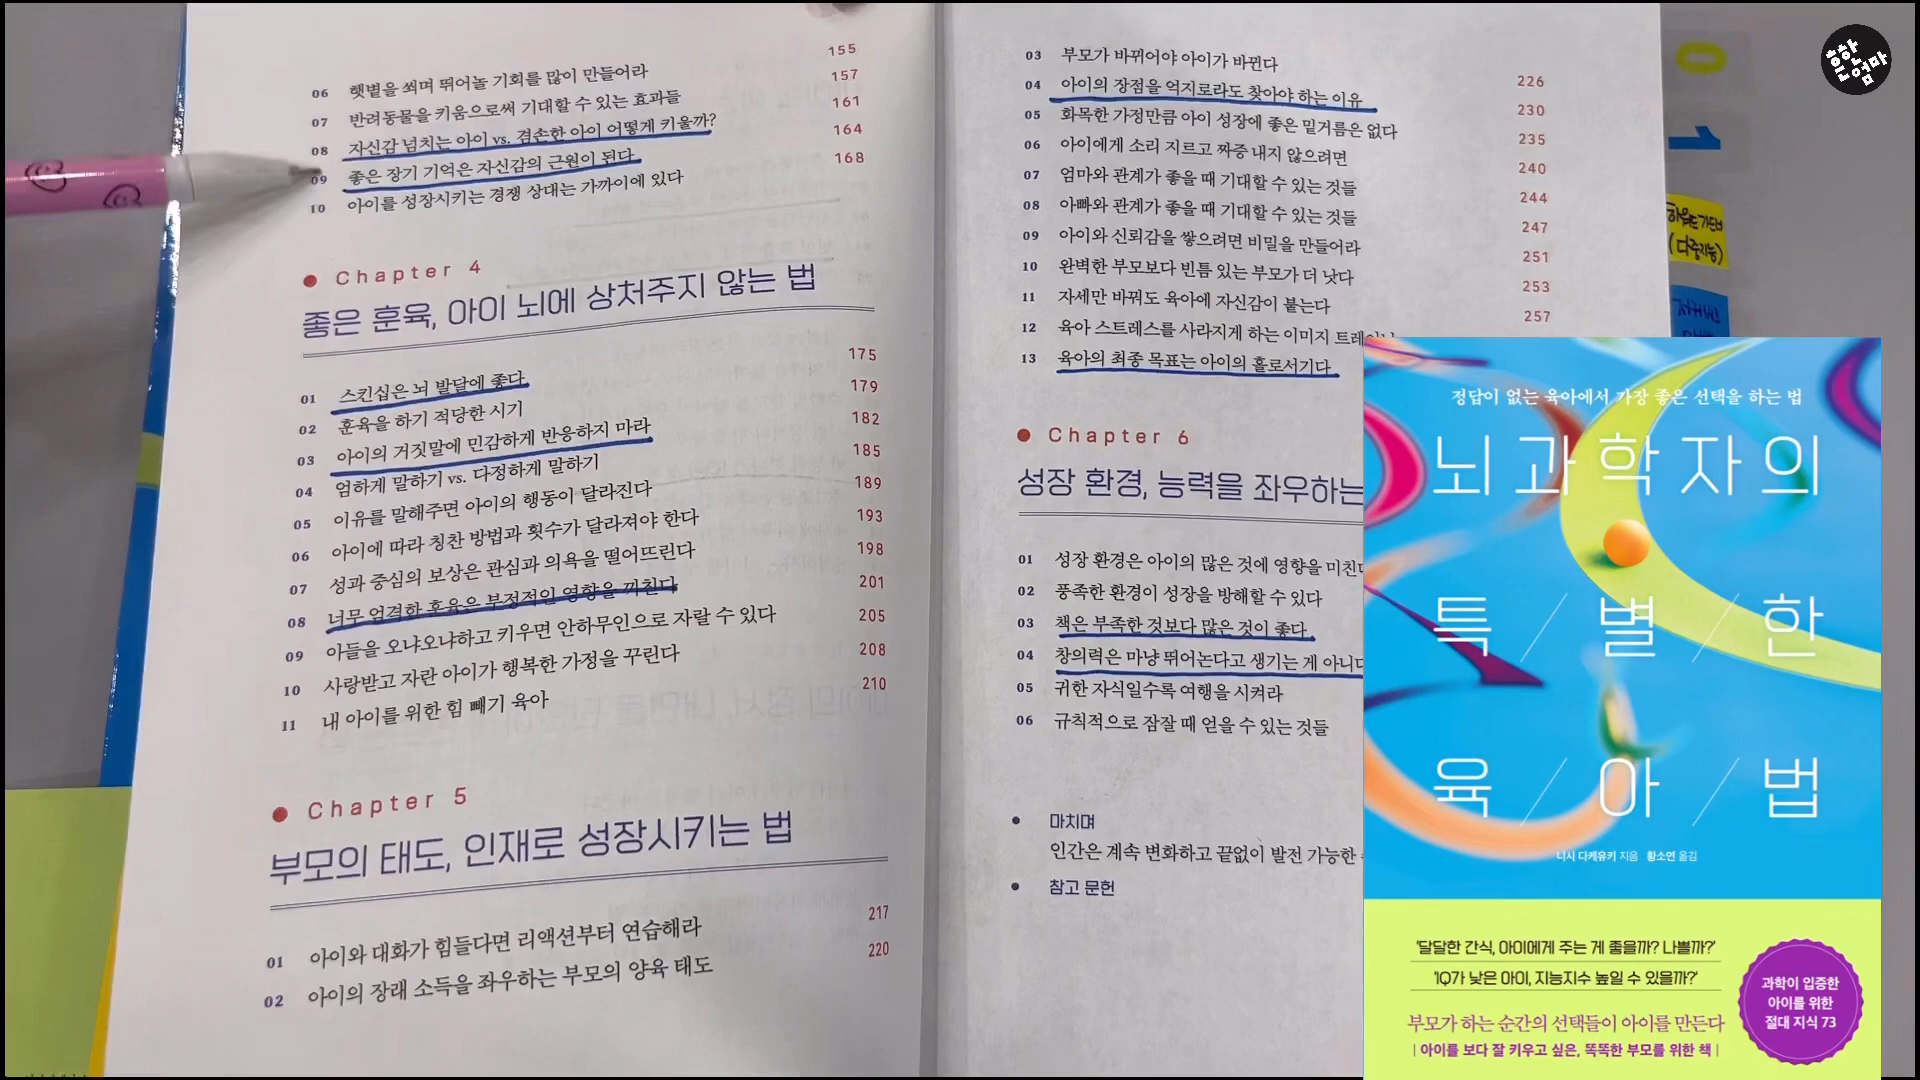 155
06 햇볕을 쬐며 뛰어놀 기회를 많이 만들어라 157
07 반려동물을 키움으로써 기대할 수 있는 효과들 161
08 자신감 넘치는 아이 vs. 겸손한 아이 어떻게 키울까? 164
09 좋은 장기 기억은 자신감의 근원이 된다 168
10 아이를 성장시키는 경쟁 상대는 가까이에 있다
Chapter 4
좋은 훈육, 아이 뇌에 상처주지 않는 법
01 스킨십은 뇌 발달에 좋다 175
02 훈육을 하기 적당한 시기 179
03 아이의 거짓말에 민감하게 반응하지 마라 182
04 엄하게 말하기 vs. 다정하게 말하기 185
05 이유를 말해주면 아이의 행동이 달라진다 189
06 아이에 따라 칭찬 방법과 횟수가 달라져야 한다 193
07 성과 중심의 보상은 관심과 의욕을 떨어뜨린다 198
08 너무 엄격한 훈육은 부정적인 영향을 끼친다 201
09 아들을 오냐오냐하고 키우면 안하무인으로 자랄 수 있다 205
10 사랑받고 자란 아이가 행복한 가정을 꾸린다 208
11 내 아이를 위한 힘 빼기 육아 210
Chapter 5
부모의 태도, 인재로 성장시키는 법
01 아이와 대화가 힘들다면 리액션부터 연습해라 217
02 아이의 장래 소득을 좌우하는 부모의 양육 태도 220
03 부모가 바뀌어야 아이가 바뀐다
04 아이의 장점을 억지로라도 찾아야 하는 이유 226
05 화목한 가정만큼 아이 성장에 좋은 밑거름은 없다 230
06 아이에게 소리 지르고 짜증 내지 않으려면 235
07 엄마와 관계가 좋을 때 기대할 수 있는 것들 240
08 아빠와 관계가 좋을 때 기대할 수 있는 것들 244
09 아이와 신뢰감을 쌓으려면 비밀을 만들어라 247
10 완벽한 부모보다 빈틈 있는 부모가 더 낫다 251
11 자세만 바꿔도 육아에 자신감이 붙는다 253
12 육아 스트레스를 사라지게 하는 이미지 257
13 육아의 최종 목표는 아이의 홀로서기다
Chapter 6
성장 환경, 능력을 좌우하는
01 성장 환경은 아이의 많은 것에 영향을 미친
02 풍족한 환경이 성장을 방해할 수 있다
03 책은 부족한 것보다 많은 것이 좋다
04 창의력은 마냥 뛰어논다고 생기는 게 아니다
05 귀한 자식일수록 여행을 시켜라
06 규칙적으로 잠잘 때 얻을 수 있는 것들
마치며
인간은 계속 변화하고 끝없이 발전 가능한
참고 문헌
흔한엄마
0
1
(다중지능)
정답이 없는 육아에서 가장 좋은 선택을 하는 법
뇌과학자의
특/별/한
육/아/법
니시 다케유키 지음 황소연 옮김
'달달한 간식, 아이에게 주는 게 좋을까? 나쁠까?'
'IQ가 낮은 아이, 지능지수 높일 수 있을까?'
부모가 하는 순간의 선택들이 아이를 만든다
| 아이를 보다 잘 키우고 싶은, 똑똑한 부모를 위한 책 |
과학이 입증한
아이를 위한
절대 지식 73